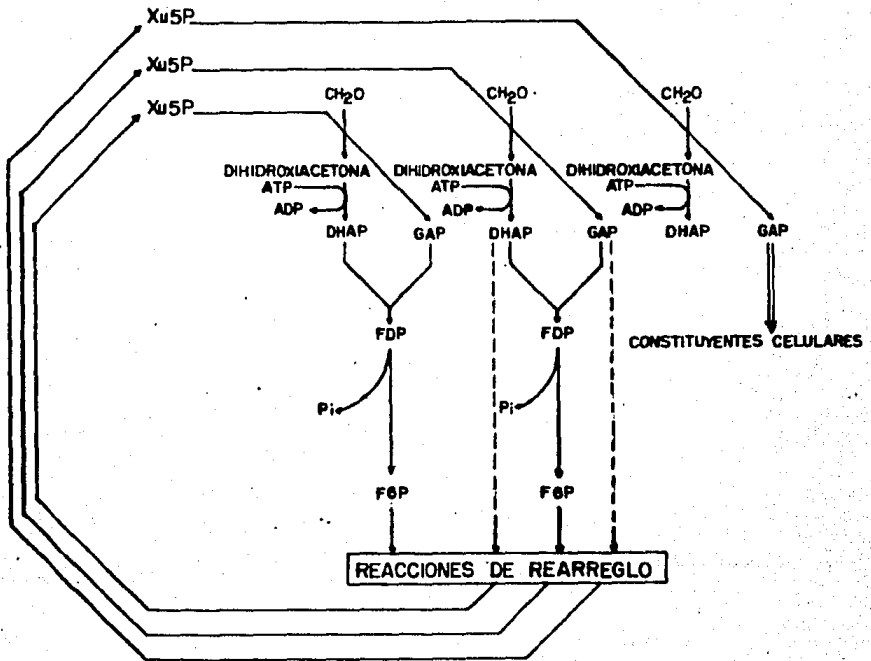 Xu5P
Xu5P
Xu5P
CH2O CH2O CH2O
DIHIDROXIACETONA DIHIDROXIACETONA DIHIDROXIACETONA
ATP ATP ATP
ADP ADP ADP
DHAP GAP DHAP GAP DHAP GAP
FDP FDP
CONSTITUYENTES CELULARES
Pi Pi
F6P F6P
REACCIONES DE REARREGLO